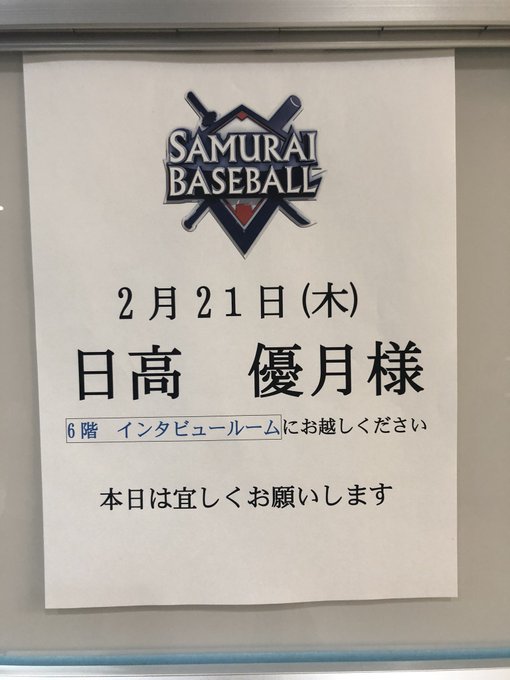 SAMURAI
BASEBALL
2月21日(木)
日高　優月様
6階　インタビュールームにお越しください
本日は宜しくお願いします